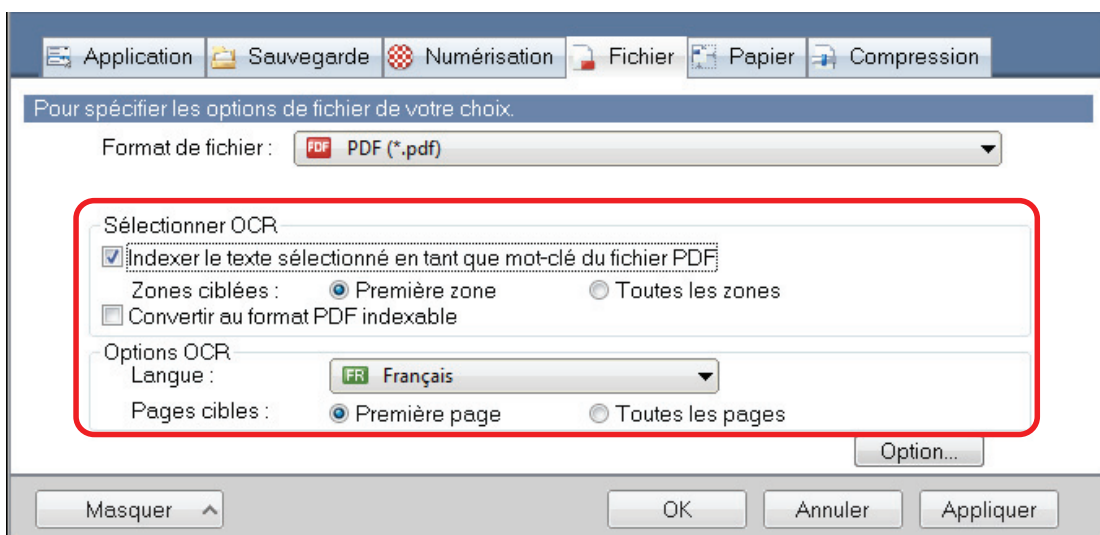 Application Sauvegarde Numérisation Fichier Papier Compression
Pour spécifier les options de fichier de votre choix.
Format de fichier : PDF PDF (*.pdf)
Sélectionner OCR
Indexer le texte sélectionné en tant que mot-clé du fichier PDF
Zones ciblées : Première zone Toutes les zones
Convertir au format PDF indexable
Options OCR
Langue : FR Français
Pages cibles : Première page Toutes les pages
Option...
Masquer OK Annuler Appliquer